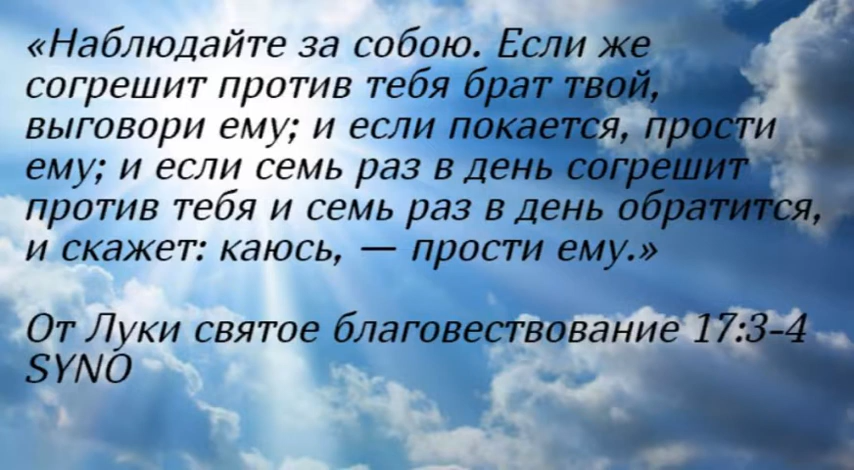 «Наблюдайте за собою. Если же
согрешит против тебя брат твой,
выговори ему; и если покается, прости
ему; и если семь раз в день согрешит
против тебя и семь раз в день обратится,
и скажет: каюсь, — прости ему.»
От Луки святое благовествование 17:3-4
SYNO